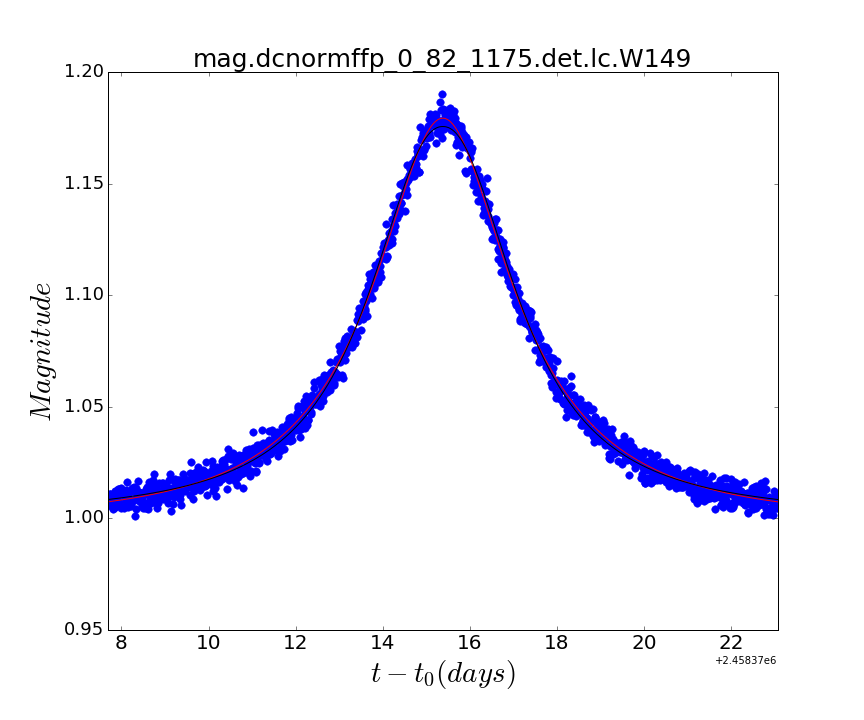 mag.dcnormffp_0_82_1175.det.lc.W149
1.20
1.15
1.10
1.05
1.00
0.95
Magnitude
8 10 12 14 16 18 20 22
+2.45837e6
t − t₀(days)